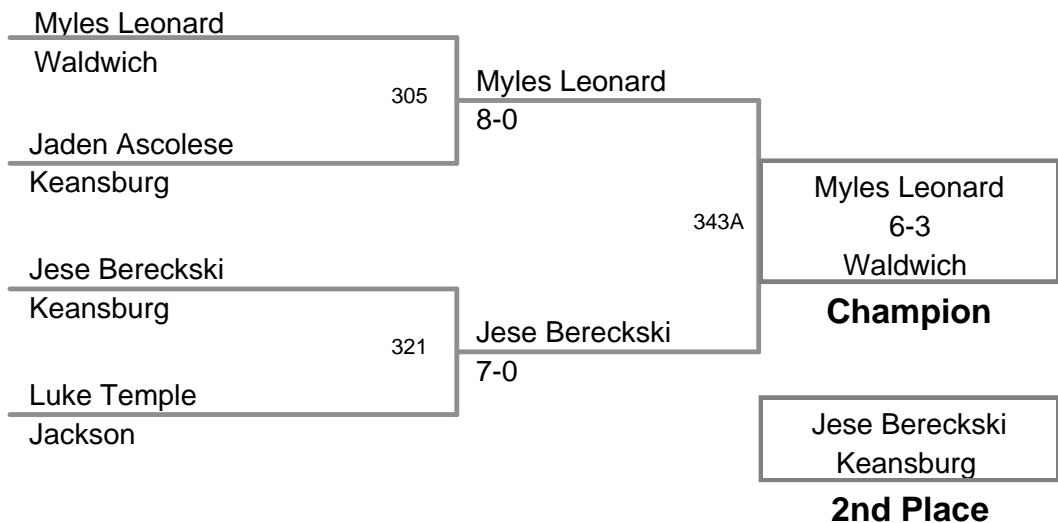 Myles Leonard
Waldwich
305
Myles Leonard
8-0
Jaden Ascolese
Keansburg
343A
Myles Leonard
6-3
Waldwich
Champion
Jese Bereckski
Keansburg
321
Jese Bereckski
7-0
Luke Temple
Jackson
Jese Bereckski
Keansburg
2nd Place